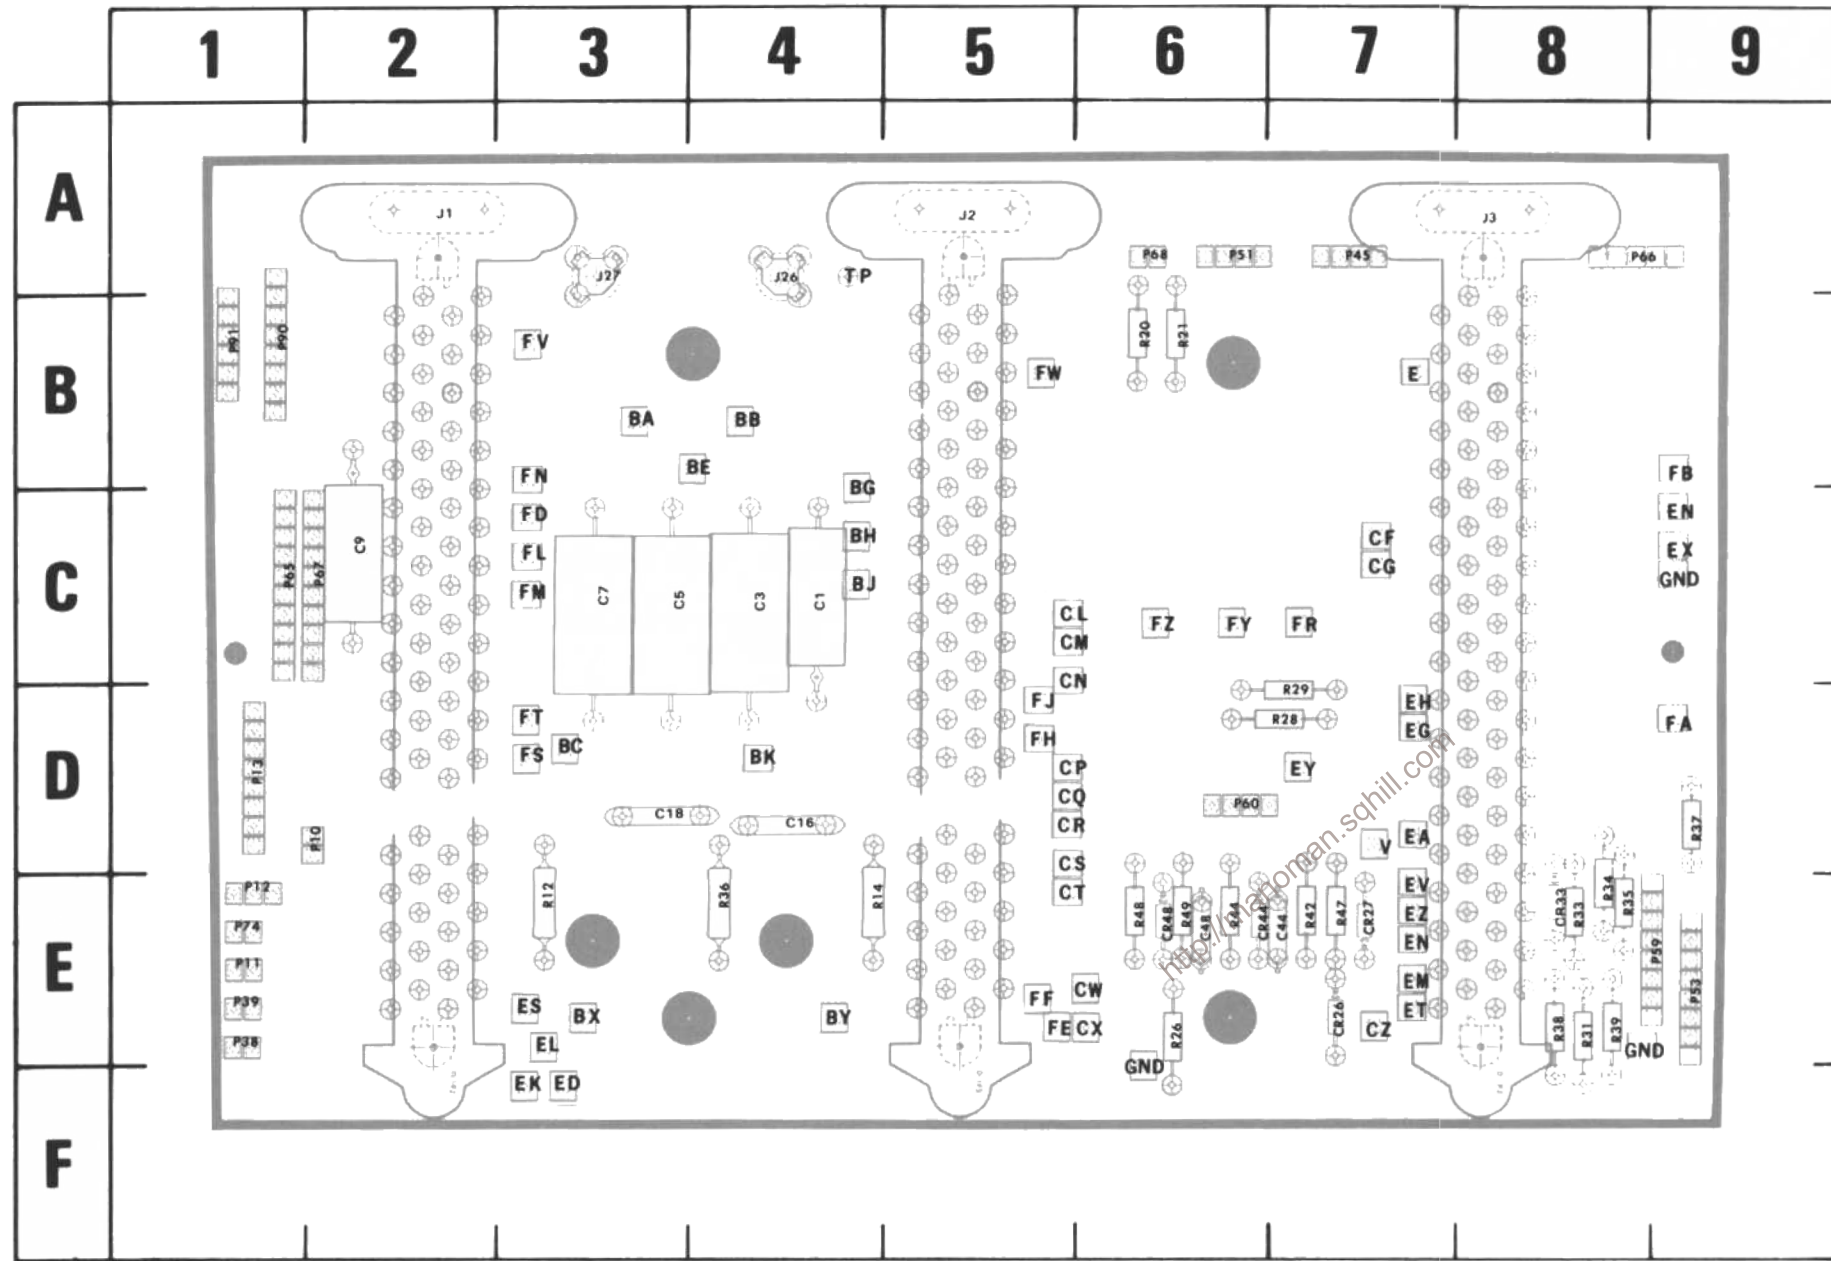 1 2 3 4 5 6 7 8 9
A
J1 J2 J3
J27 J26 TP P68 P51 P45 P66
B
P91 P90 FV R20 R21
FW E
BA BB
FN BE BG FB
C
FD BH CF EN
C9 P65 P67 FL CG EX
FM C7 C5 C3 C1 BJ GND
CL FZ FY FR
CM
CN R29
FJ EH
D
FT R28 EG FA
FS BC BK FH
P13 CP EY
CQ P60
C18 C16 CR EA R37
P10 V
CS
E
P12 R12 R36 R14 CT EV
R48 CR48 R49 C48 R44 CR44 C44 R42 R47 CR27 EZ CR33 R33 R34 R35
P74 EN P59
P11 EM
P39 ES BX BY FF CW ET P53
FE CX R26 CR26 CZ R38 R31 R39
P38 EL GND GND
F
EK ED
http://manoman.sqhill.com